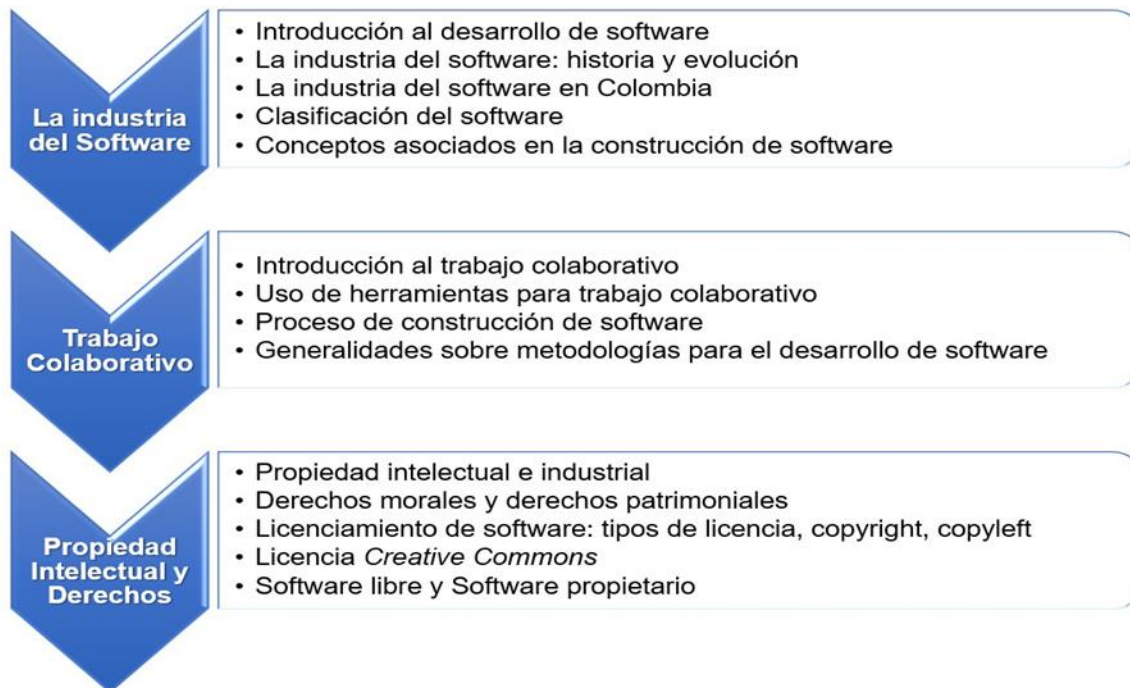 La industria
del Software
• Introducción al desarrollo de software
• La industria del software: historia y evolución
• La industria del software en Colombia
• Clasificación del software
• Conceptos asociados en la construcción de software
Trabajo
Colaborativo
• Introducción al trabajo colaborativo
• Uso de herramientas para trabajo colaborativo
• Proceso de construcción de software
• Generalidades sobre metodologías para el desarrollo de software
Propiedad
Intelectual y
Derechos
• Propiedad intelectual e industrial
• Derechos morales y derechos patrimoniales
• Licenciamiento de software: tipos de licencia, copyright, copyleft
• Licencia Creative Commons
• Software libre y Software propietario